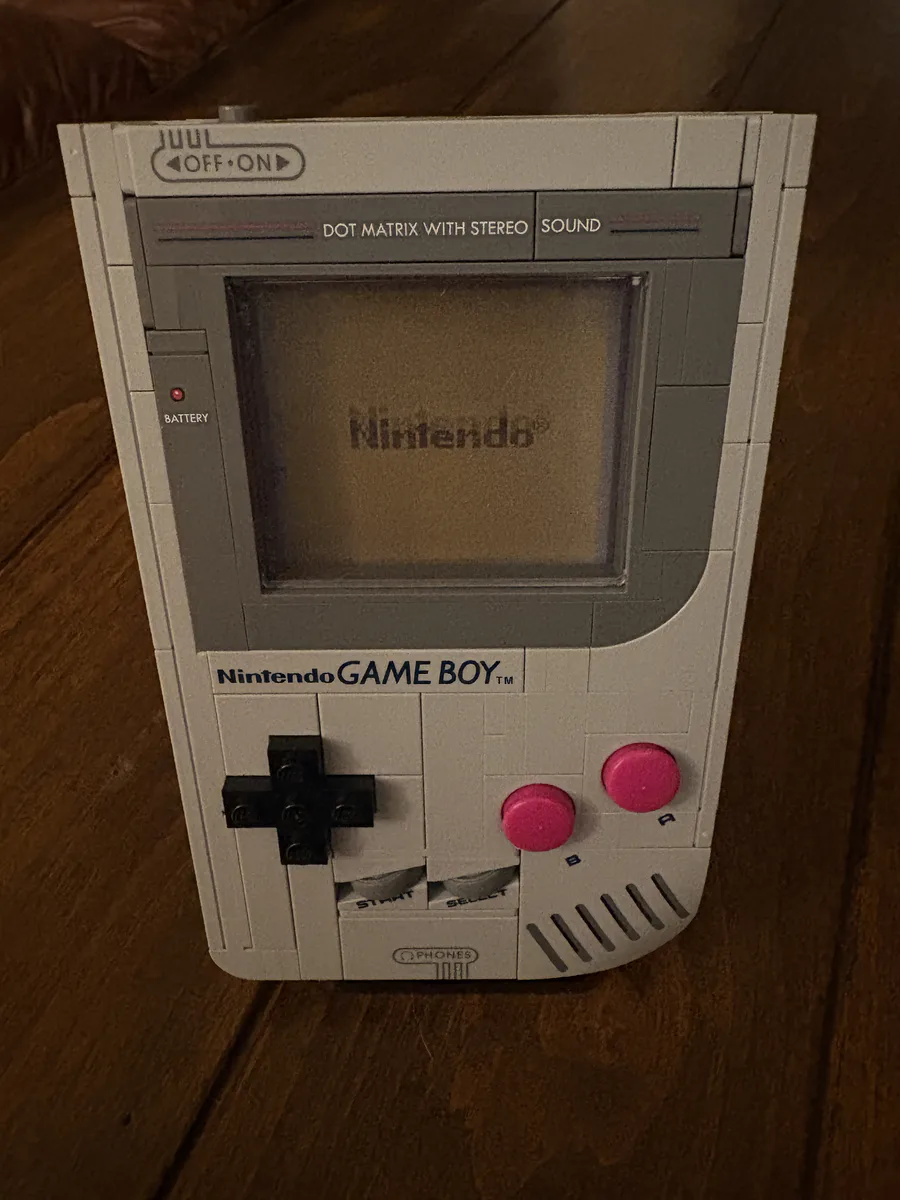 ◀OFF•ON▶
DOT MATRIX WITH STEREO SOUND
BATTERY
Nintendo®
Nintendo GAME BOY™
A
B
START SELECT
PHONES